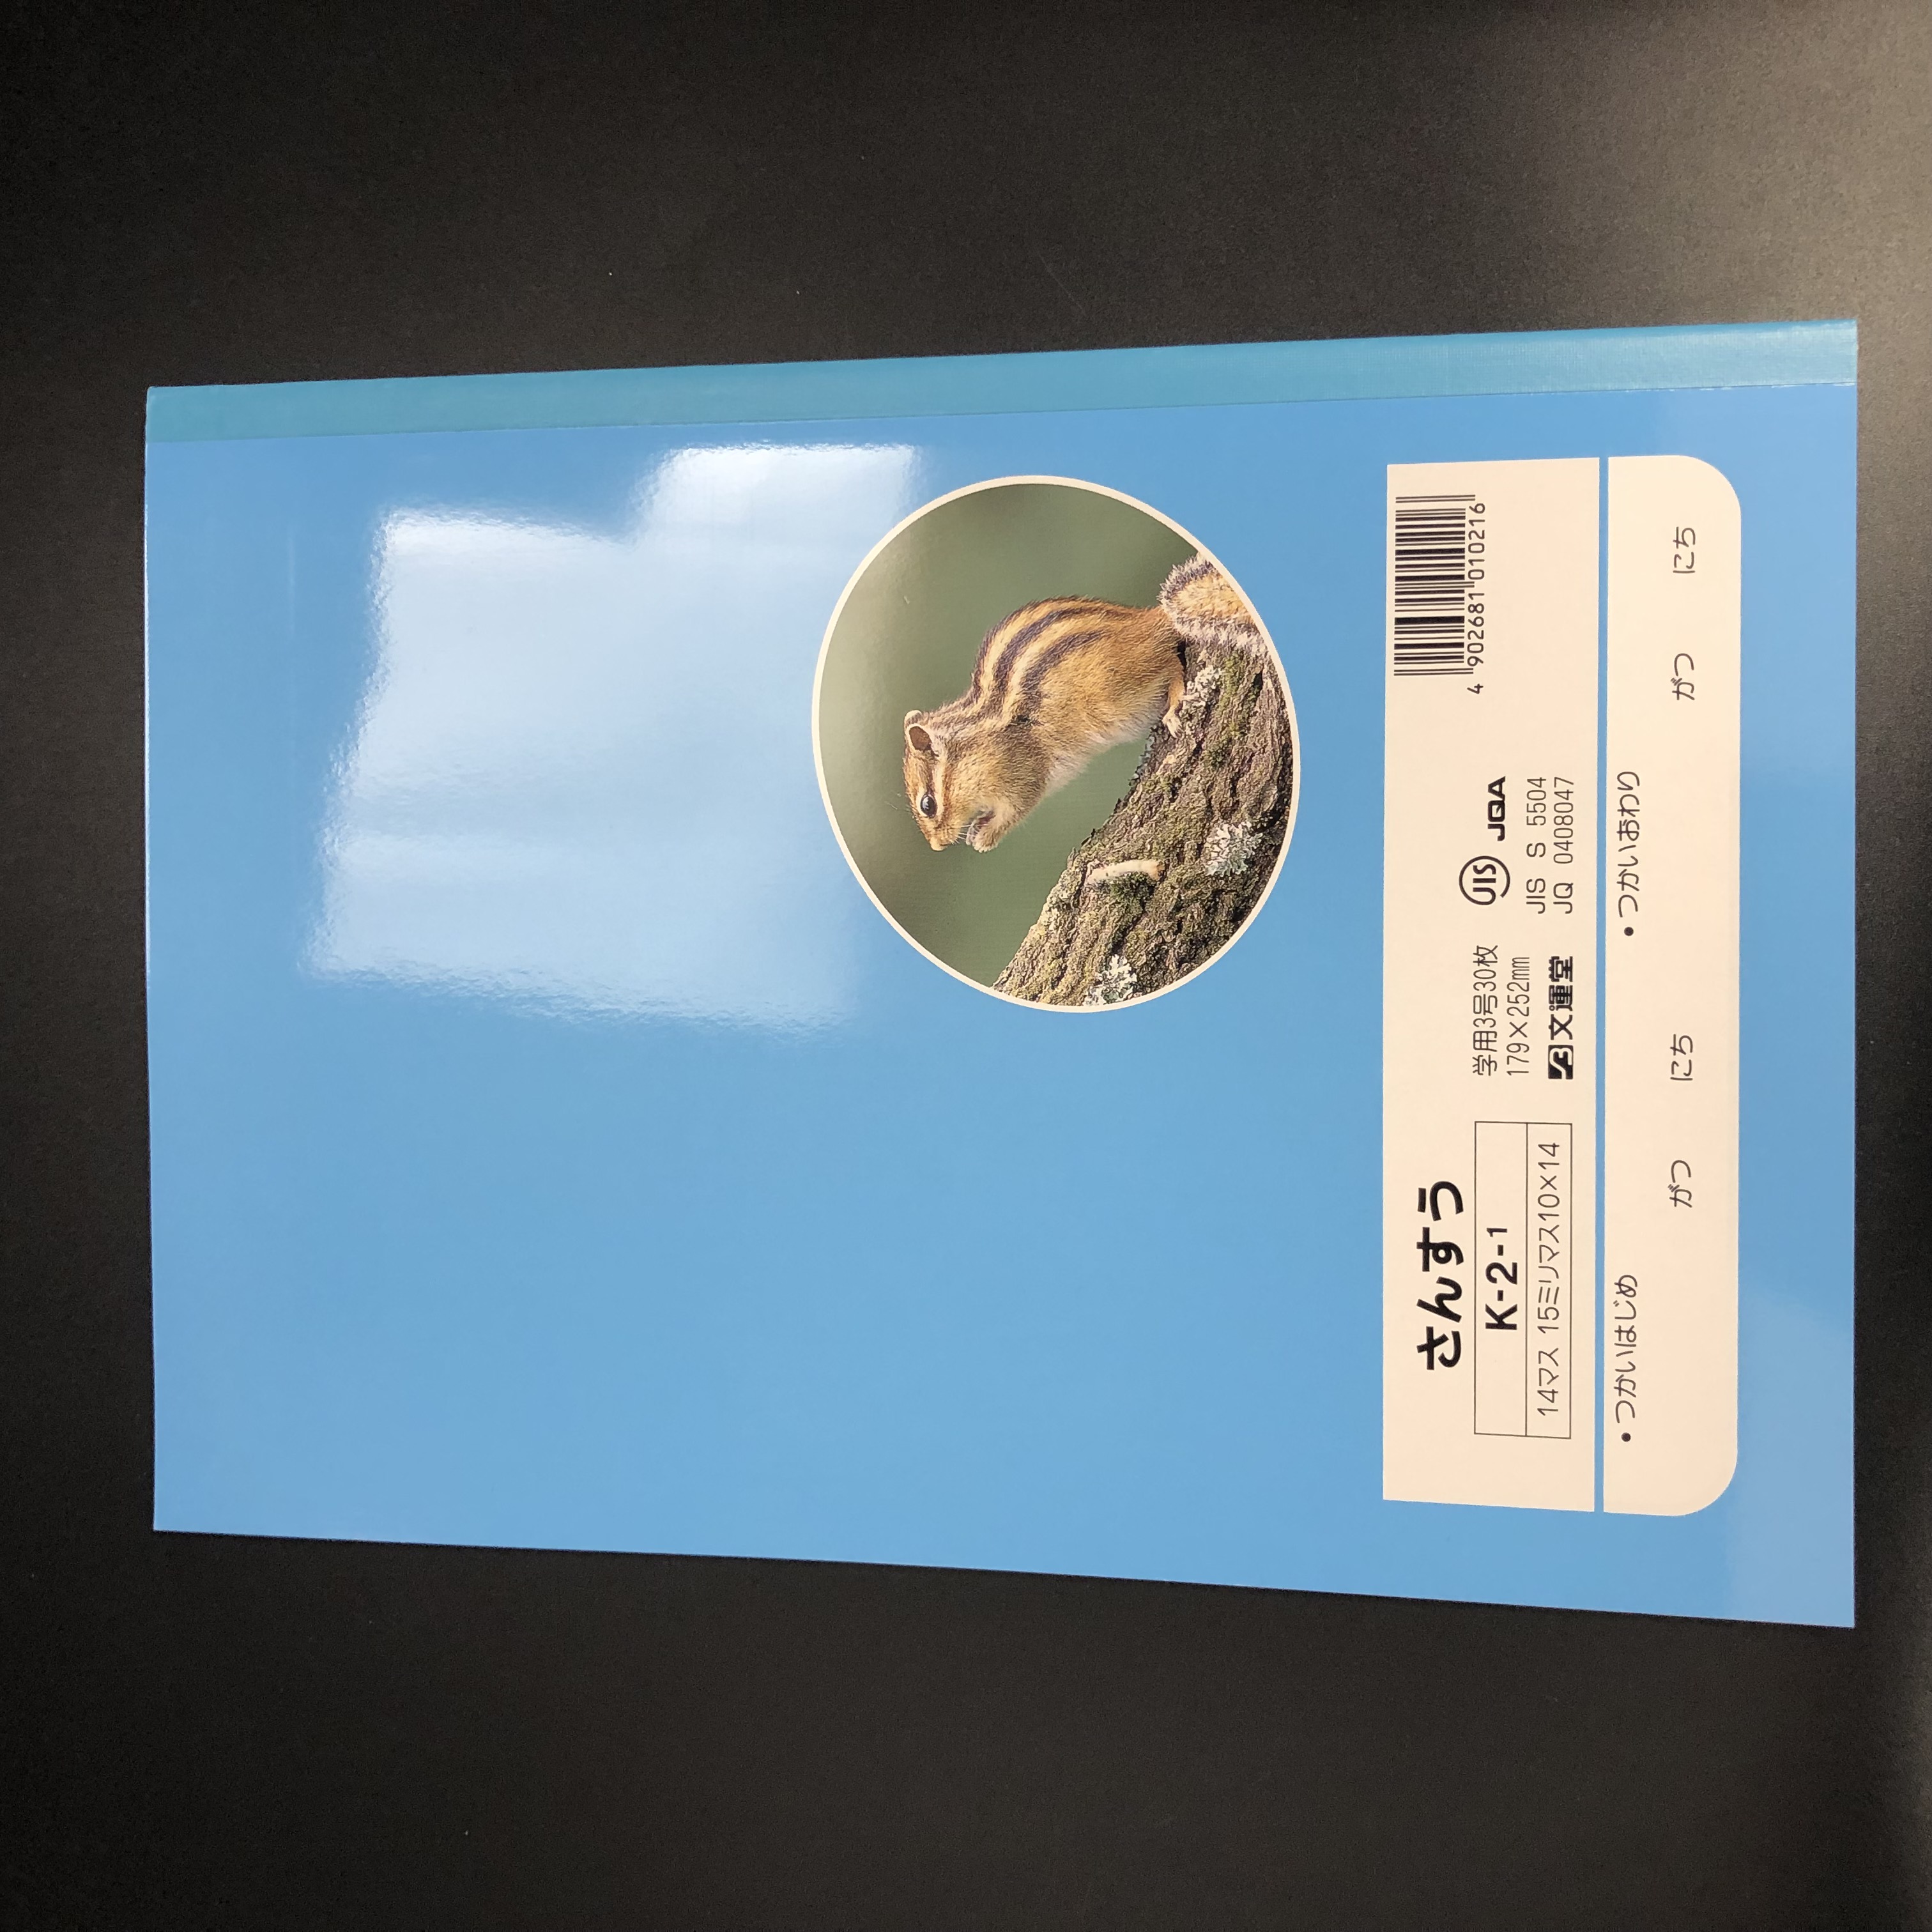 さんすう
K-2-1
14マス 15ミリマス10×14
学用3号30枚
179×252mm
文運堂
JIS JQA
JIS S 5504
JQ 0408047
4 902681 010216
• つかいはじめ
がつ にち
• つかいおわり
がつ にち